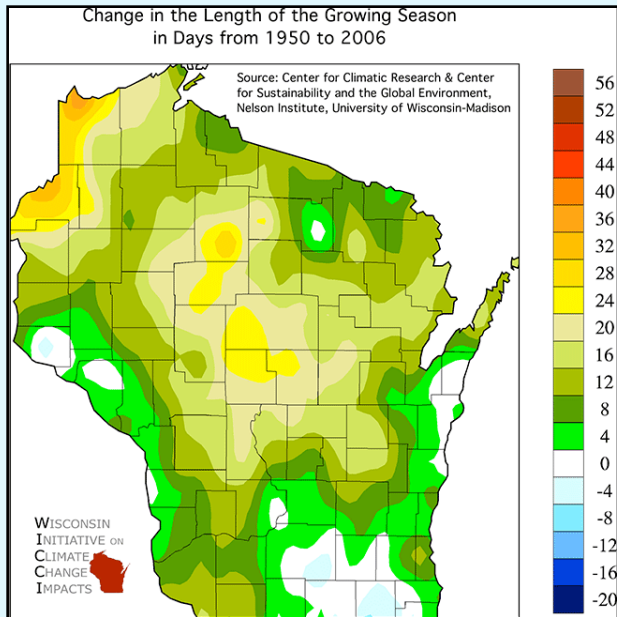 Change in the Length of the Growing Season
in Days from 1950 to 2006
Source: Center for Climatic Research & Center
for Sustainability and the Global Environment,
Nelson Institute, University of Wisconsin-Madison
56
52
48
44
40
36
32
28
24
20
16
12
8
4
0
-4
-8
-12
-16
-20
WISCONSIN
INITIATIVE ON
CLIMATE
CHANGE
IMPACTS